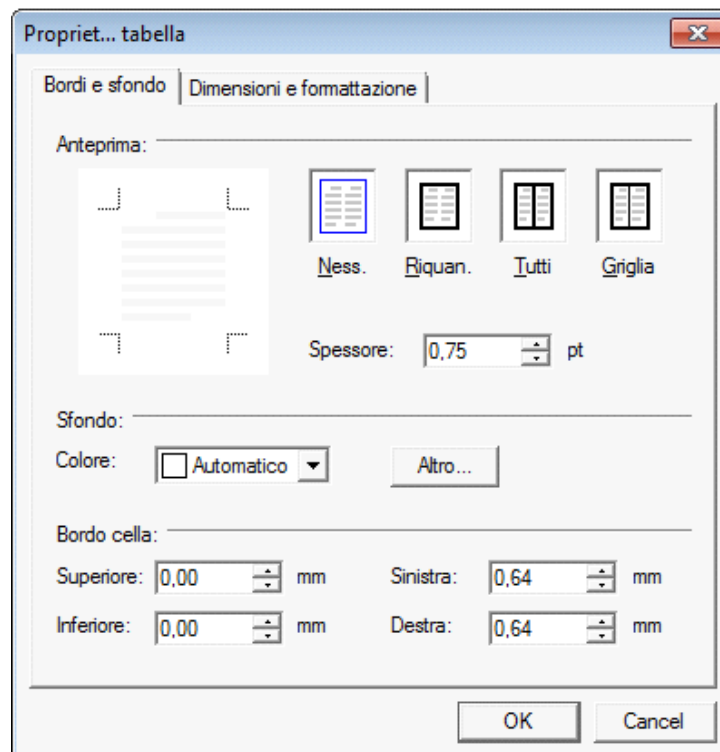 Propriet... tabella
Bordi e sfondo Dimensioni e formattazione
Anteprima:
Ness. Riquan. Tutti Griglia
Spessore: 0,75 pt
Sfondo:
Colore: Automatico Altro...
Bordo cella:
Superiore: 0,00 mm Sinistra: 0,64 mm
Inferiore: 0,00 mm Destra: 0,64 mm
OK Cancel